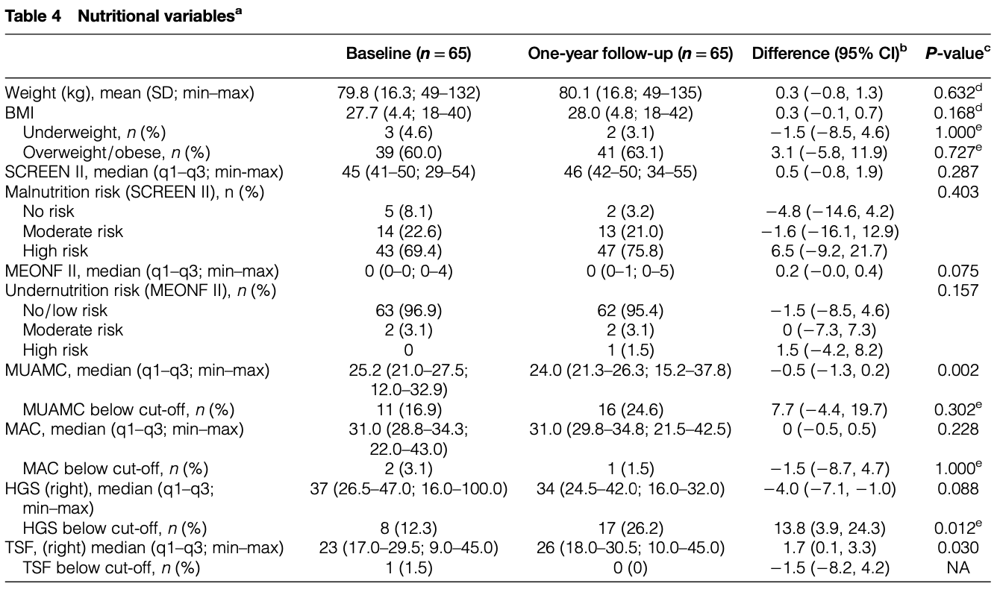 Table 4 Nutritional variablesa
Baseline (n = 65) One-year follow-up (n = 65) Difference (95% CI)b P-valuec
Weight (kg), mean (SD; min–max) 79.8 (16.3; 49–132) 80.1 (16.8; 49–135) 0.3 (−0.8, 1.3) 0.632d
BMI 27.7 (4.4; 18–40) 28.0 (4.8; 18–42) 0.3 (−0.1, 0.7) 0.168d
Underweight, n (%) 3 (4.6) 2 (3.1) −1.5 (−8.5, 4.6) 1.000e
Overweight/obese, n (%) 39 (60.0) 41 (63.1) 3.1 (−5.8, 11.9) 0.727e
SCREEN II, median (q1–q3; min-max) 45 (41–50; 29–54) 46 (42–50; 34–55) 0.5 (−0.8, 1.9) 0.287
Malnutrition risk (SCREEN II), n (%) 0.403
No risk 5 (8.1) 2 (3.2) −4.8 (−14.6, 4.2)
Moderate risk 14 (22.6) 13 (21.0) −1.6 (−16.1, 12.9)
High risk 43 (69.4) 47 (75.8) 6.5 (−9.2, 21.7)
MEONF II, median (q1–q3; min–max) 0 (0–0; 0–4) 0 (0–1; 0–5) 0.2 (−0.0, 0.4) 0.075
Undernutrition risk (MEONF II), n (%) 0.157
No/low risk 63 (96.9) 62 (95.4) −1.5 (−8.5, 4.6)
Moderate risk 2 (3.1) 2 (3.1) 0 (−7.3, 7.3)
High risk 0 1 (1.5) 1.5 (−4.2, 8.2)
MUAMC, median (q1–q3; min–max) 25.2 (21.0–27.5; 24.0 (21.3–26.3; 15.2–37.8) −0.5 (−1.3, 0.2) 0.002
12.0–32.9)
MUAMC below cut-off, n (%) 11 (16.9) 16 (24.6) 7.7 (−4.4, 19.7) 0.302e
MAC, median (q1–q3; min–max) 31.0 (28.8–34.3; 31.0 (29.8–34.8; 21.5–42.5) 0 (−0.5, 0.5) 0.228
22.0–43.0)
MAC below cut-off, n (%) 2 (3.1) 1 (1.5) −1.5 (−8.7, 4.7) 1.000e
HGS (right), median (q1–q3; 37 (26.5–47.0; 16.0–100.0) 34 (24.5–42.0; 16.0–32.0) −4.0 (−7.1, −1.0) 0.088
min–max)
HGS below cut-off, n (%) 8 (12.3) 17 (26.2) 13.8 (3.9, 24.3) 0.012e
TSF, (right) median (q1–q3; min–max) 23 (17.0–29.5; 9.0–45.0) 26 (18.0–30.5; 10.0–45.0) 1.7 (0.1, 3.3) 0.030
TSF below cut-off, n (%) 1 (1.5) 0 (0) −1.5 (−8.2, 4.2) NA